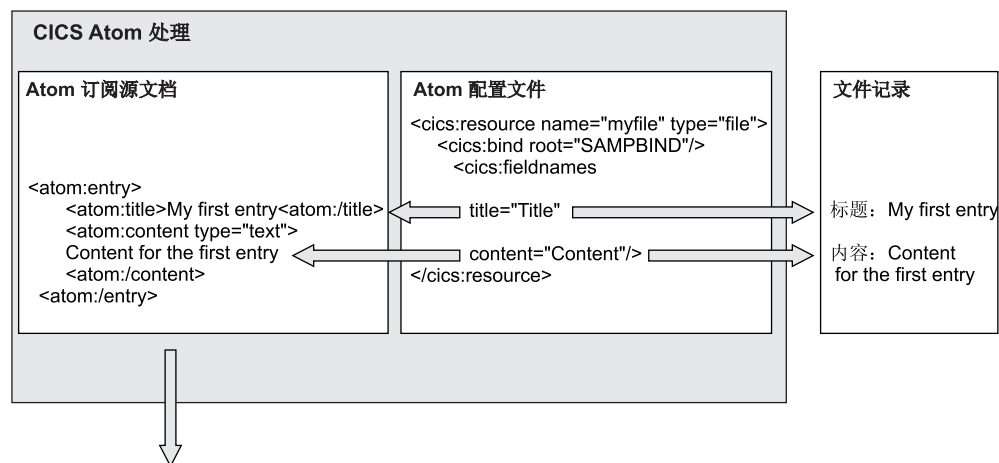 CICS Atom 处理
Atom 订阅源文档
<atom:entry>
<atom:title>My first entry<atom:/title>
<atom:content type="text">
Content for the first entry
<atom:/content>
<atom:/entry>
Atom 配置文件
<cics:resource name="myfile" type="file">
<cics:bind root="SAMPBIND"/>
<cics:fieldnames
title="Title"
content="Content"/>
</cics:resource>
文件记录
标题：My first entry
内容：Content
for the first entry